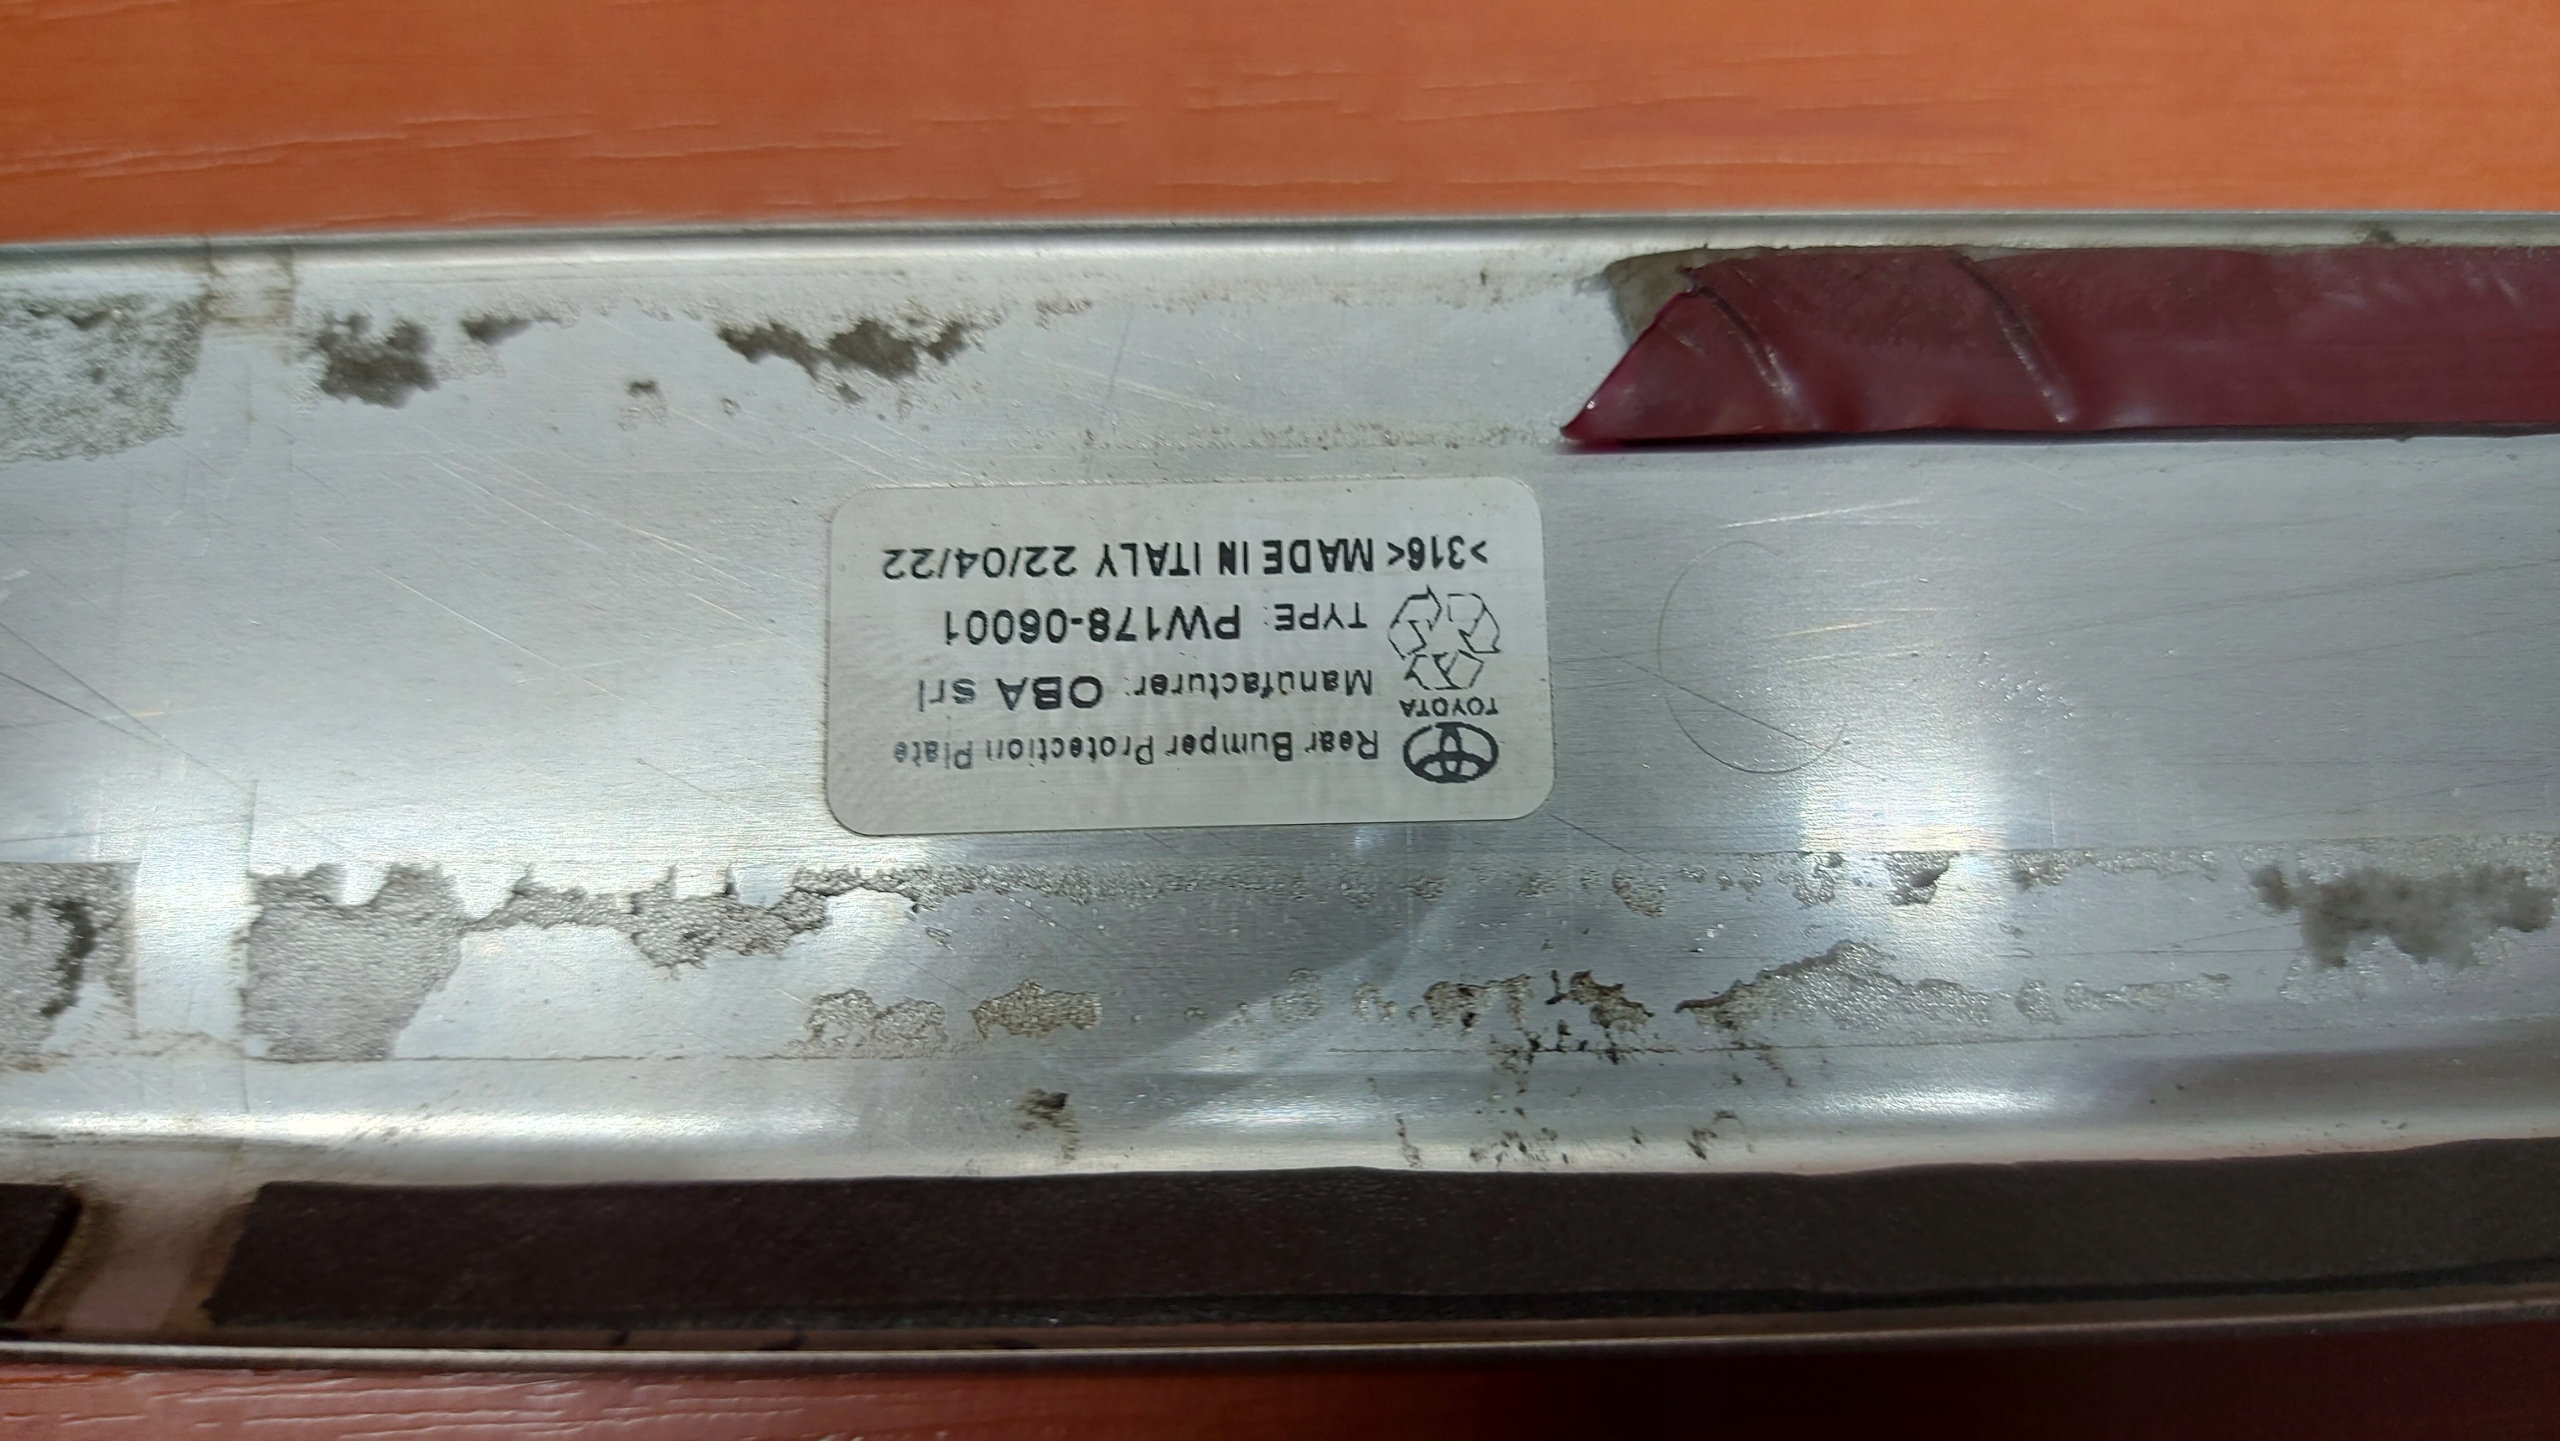 Rear Bumper Protection Plate
TOYOTA
Manufacturer: OBA srl
TYPE: PW178-06001
>316< MADE IN ITALY 22/04/22